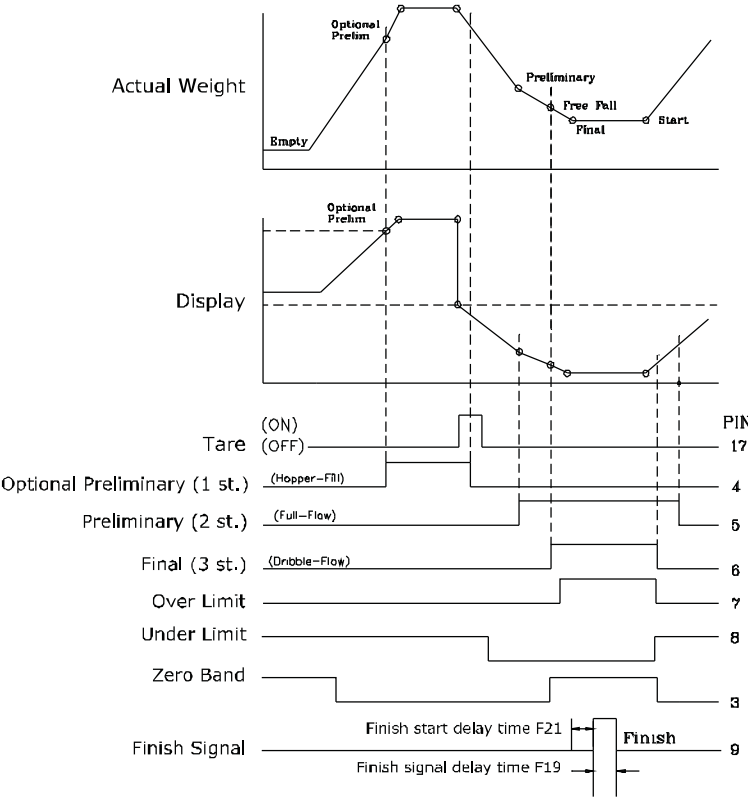 Optional
Prelim
Preliminary
Actual Weight
Free Fall
Final
Start
Empty
Optional
Prelim
Display
(ON)
PIN
Tare (OFF)
17
Optional Preliminary (1 st.) (Hopper-Fill)
4
Preliminary (2 st.) (Full-Flow)
5
Final (3 st.) (Dribble-Flow)
6
Over Limit
7
Under Limit
8
Zero Band
3
Finish start delay time F21
Finish Signal
Finish
9
Finish signal delay time F19